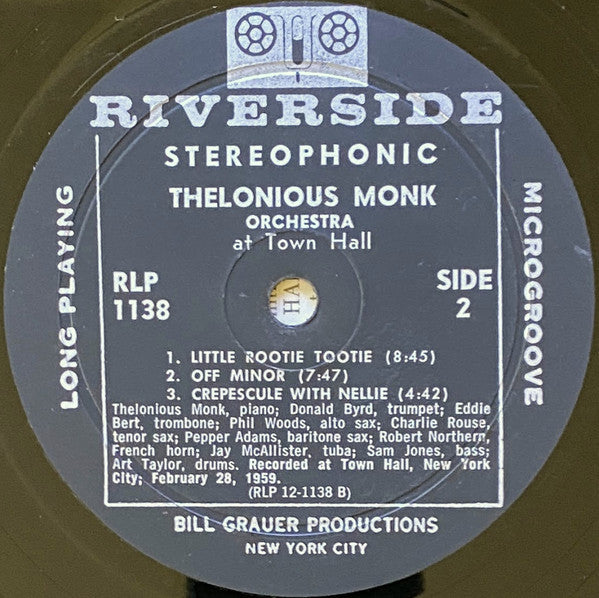 RIVERSIDE
STEREOPHONIC
THELONIOUS MONK
ORCHESTRA
at Town Hall
LONG PLAYING
MICROGROOVE
RLP
1138
SIDE
2
HA
1. LITTLE ROOTIE TOOTIE (8:45)
2. OFF MINOR (7:47)
3. CREPESCULE WITH NELLIE (4:42)
Thelonious Monk, piano; Donald Byrd, trumpet; Eddie
Bert, trombone; Phil Woods, alto sax; Charlie Rouse,
tenor sax; Pepper Adams, baritone sax; Robert Northern,
French horn; Jay McAllister, tuba; Sam Jones, bass;
Art Taylor, drums. Recorded at Town Hall, New York
City; February 28, 1959.
(RLP 12-1138 B)
BILL GRAUER PRODUCTIONS
NEW YORK CITY